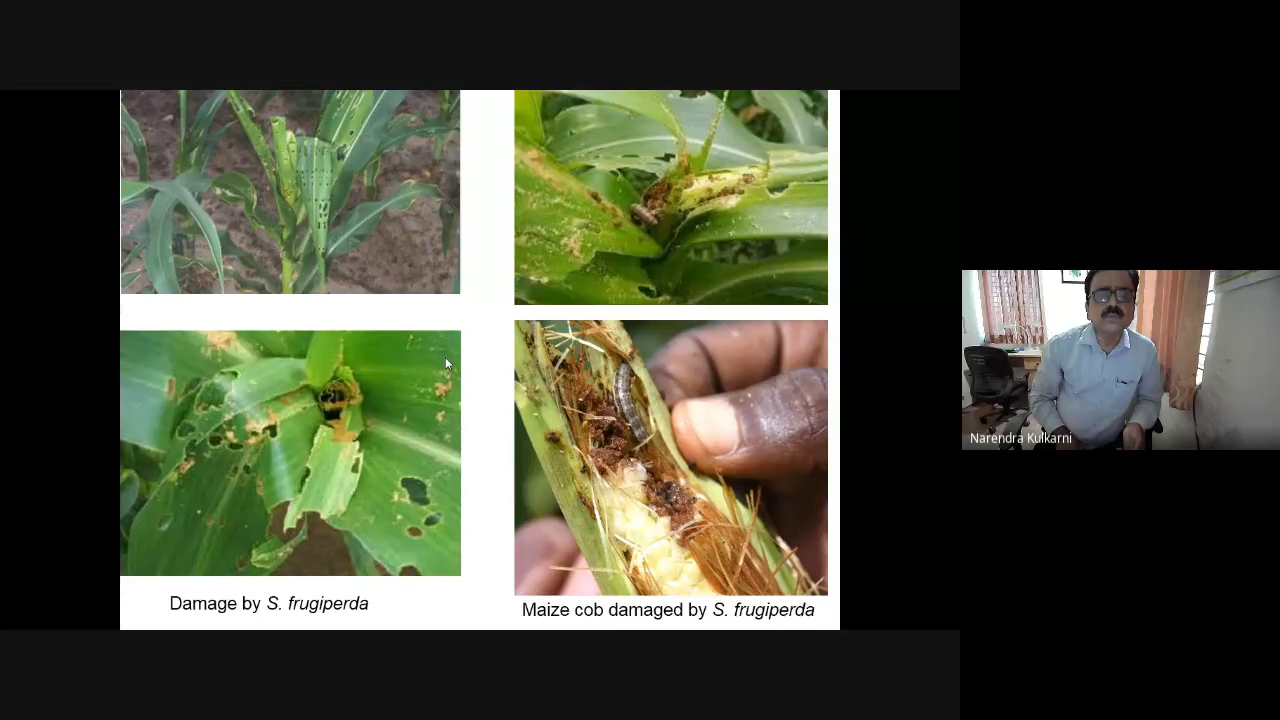 Damage by S. frugiperda
Maize cob damaged by S. frugiperda
Narendra Kulkarni